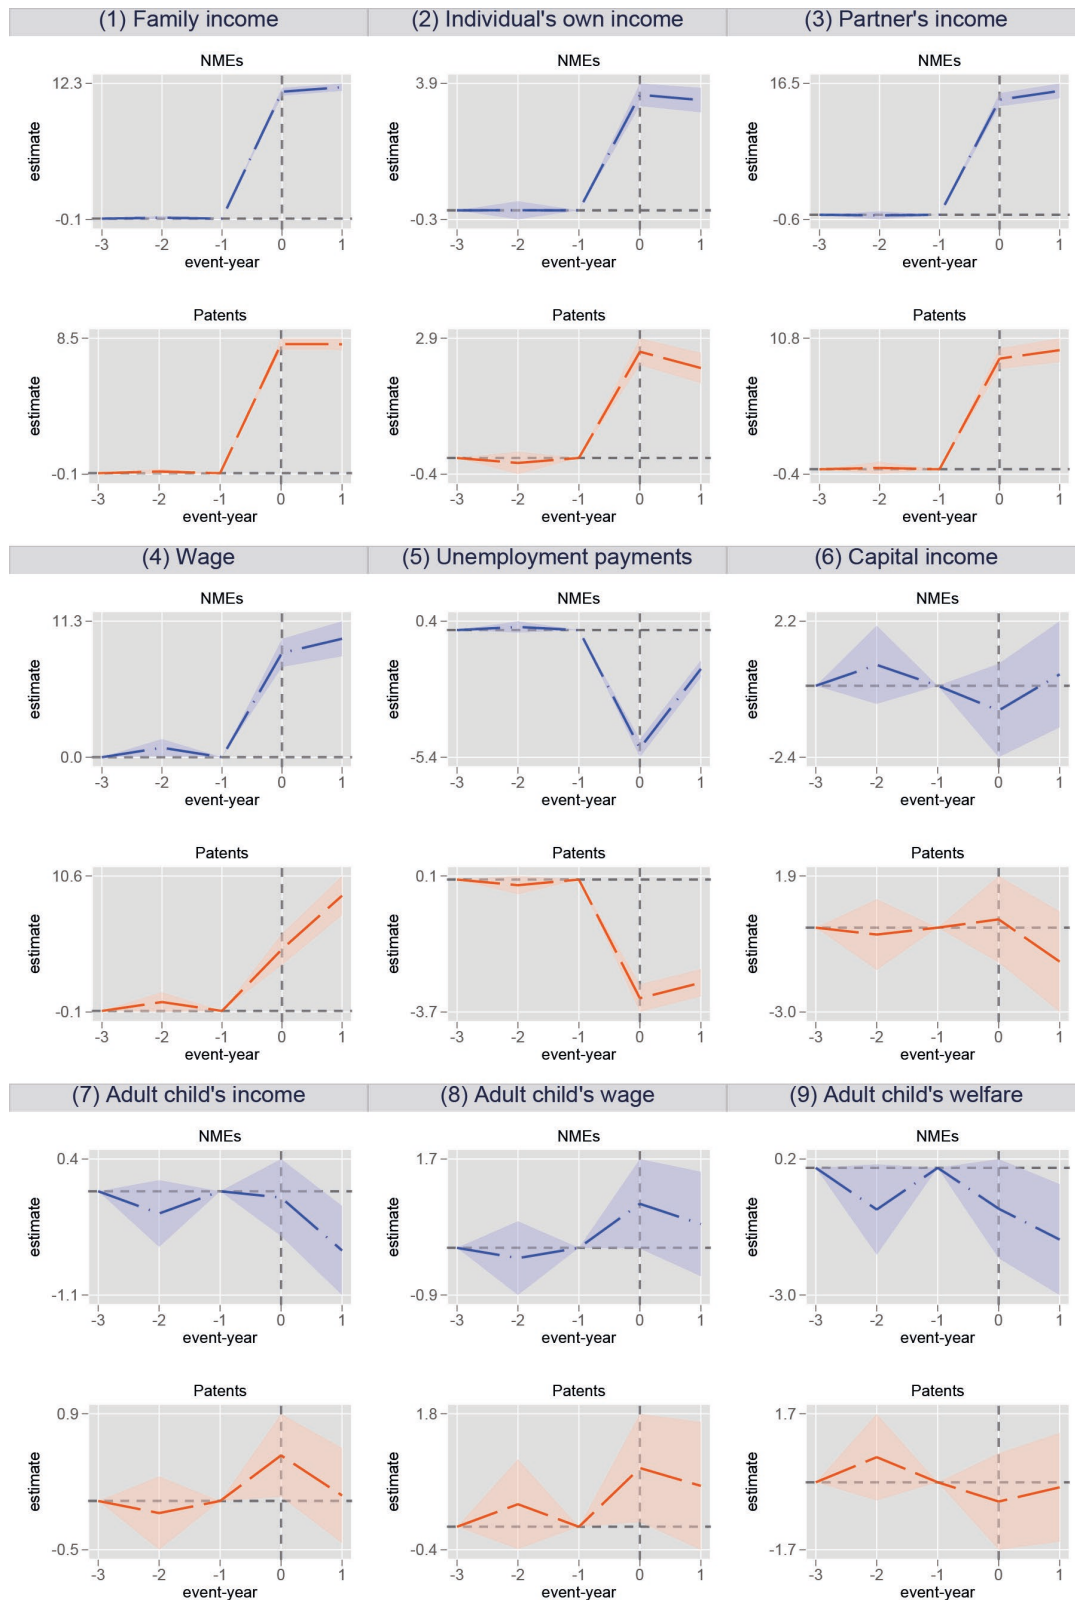 (1) Family income (2) Individual's own income (3) Partner's income
NMEs NMEs NMEs
12.3 3.9 16.5
estimate estimate estimate
-0.1 -0.3 -0.6
-3 -2 -1 0 1 -3 -2 -1 0 1 -3 -2 -1 0 1
event-year event-year event-year
Patents Patents Patents
8.5 2.9 10.8
estimate estimate estimate
-0.1 -0.4 -0.4
-3 -2 -1 0 1 -3 -2 -1 0 1 -3 -2 -1 0 1
event-year event-year event-year
(4) Wage (5) Unemployment payments (6) Capital income
NMEs NMEs NMEs
11.3 0.4 2.2
estimate estimate estimate
0.0 -5.4 -2.4
-3 -2 -1 0 1 -3 -2 -1 0 1 -3 -2 -1 0 1
event-year event-year event-year
Patents Patents Patents
10.6 0.1 1.9
estimate estimate estimate
-0.1 -3.7 -3.0
-3 -2 -1 0 1 -3 -2 -1 0 1 -3 -2 -1 0 1
event-year event-year event-year
(7) Adult child's income (8) Adult child's wage (9) Adult child's welfare
NMEs NMEs NMEs
0.4 1.7 0.2
estimate estimate estimate
-1.1 -0.9 -3.0
-3 -2 -1 0 1 -3 -2 -1 0 1 -3 -2 -1 0 1
event-year event-year event-year
Patents Patents Patents
0.9 1.8 1.7
estimate estimate estimate
-0.5 -0.4 -1.7
-3 -2 -1 0 1 -3 -2 -1 0 1 -3 -2 -1 0 1
event-year event-year event-year